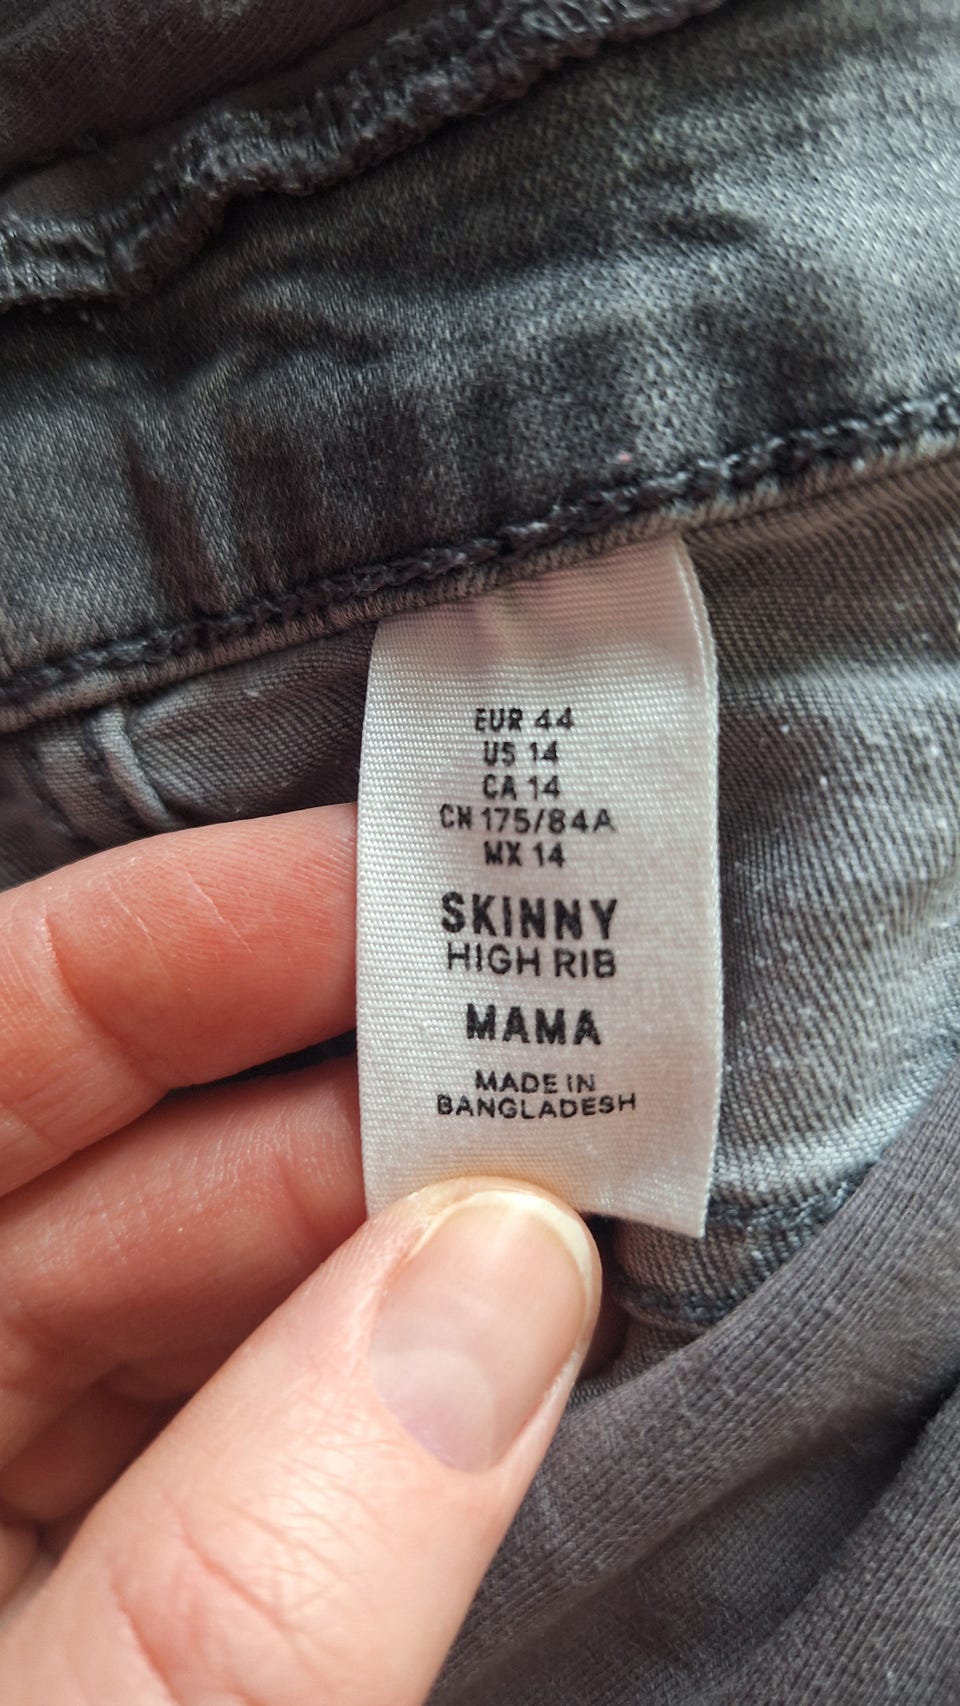 EUR 44
US 14
CA 14
CN 175/84A
MX 14
SKINNY
HIGH RIB
MAMA
MADE IN
BANGLADESH